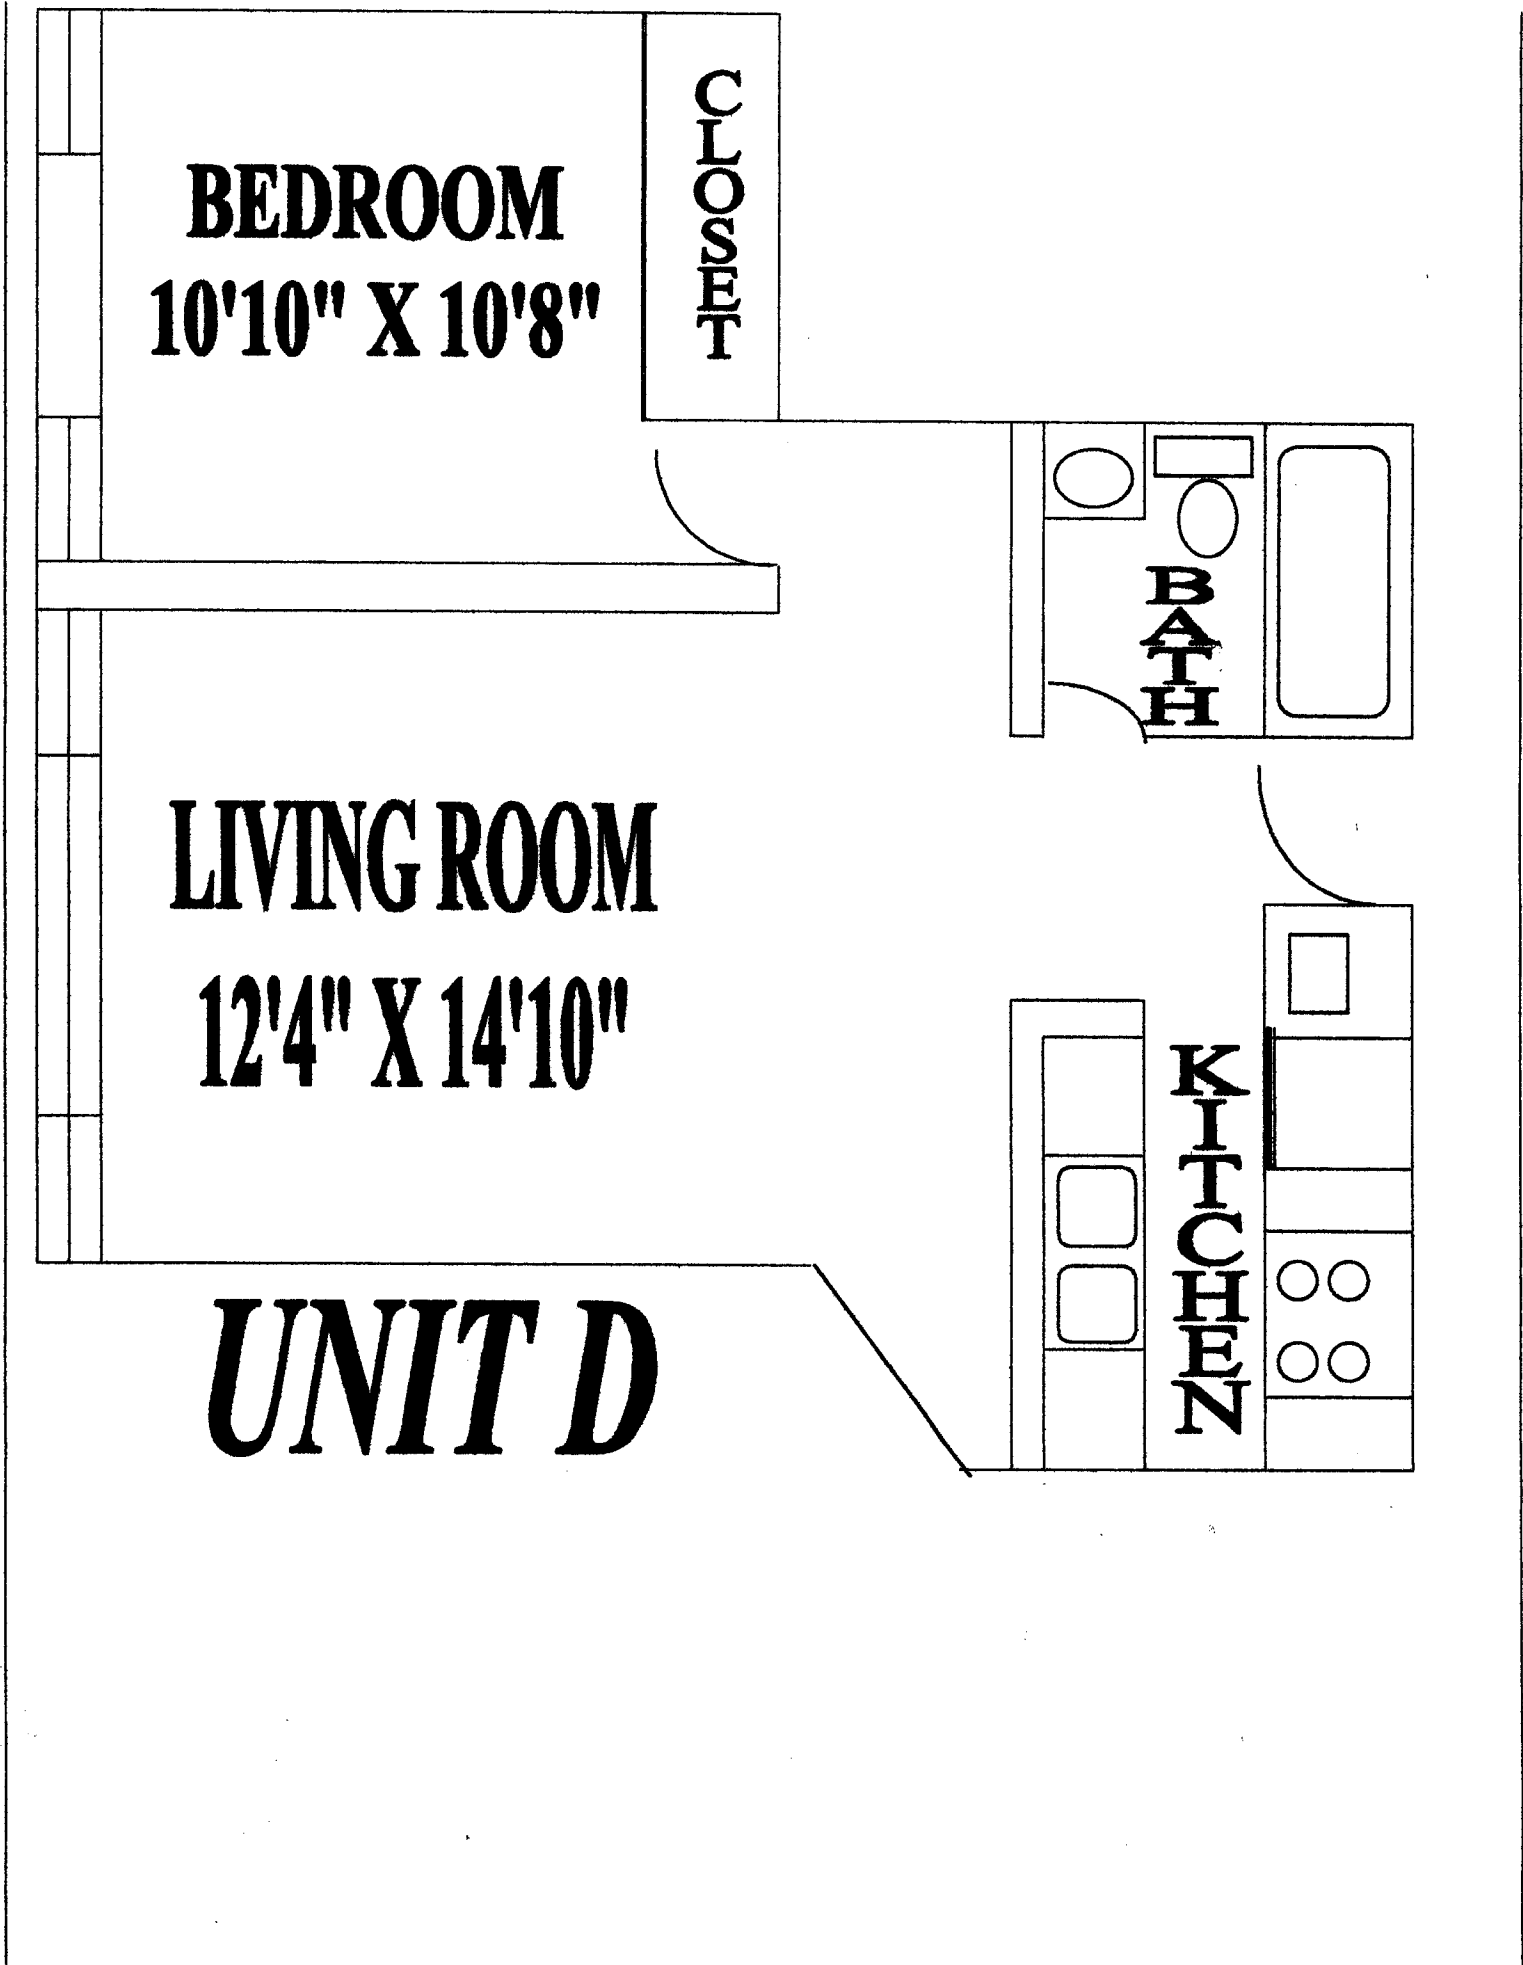 BEDROOM
10'10" X 10'8"
CLOSET
BATH
LIVING ROOM
12'4" X 14'10"
KITCHEN
UNIT D